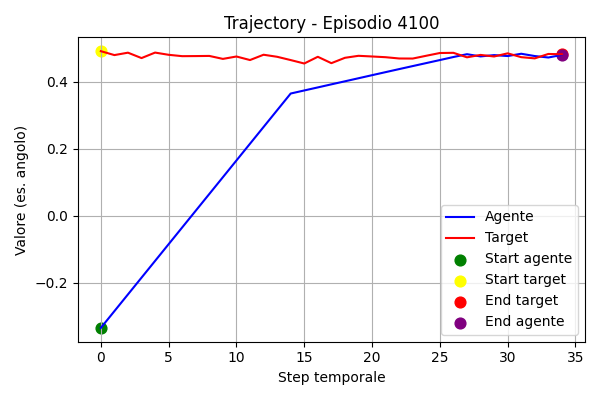 Trajectory - Episodio 4100
Valore (es. angolo)
0.4
0.2
0.0
−0.2
Agente
Target
Start agente
Start target
End target
End agente
0 5 10 15 20 25 30 35
Step temporale